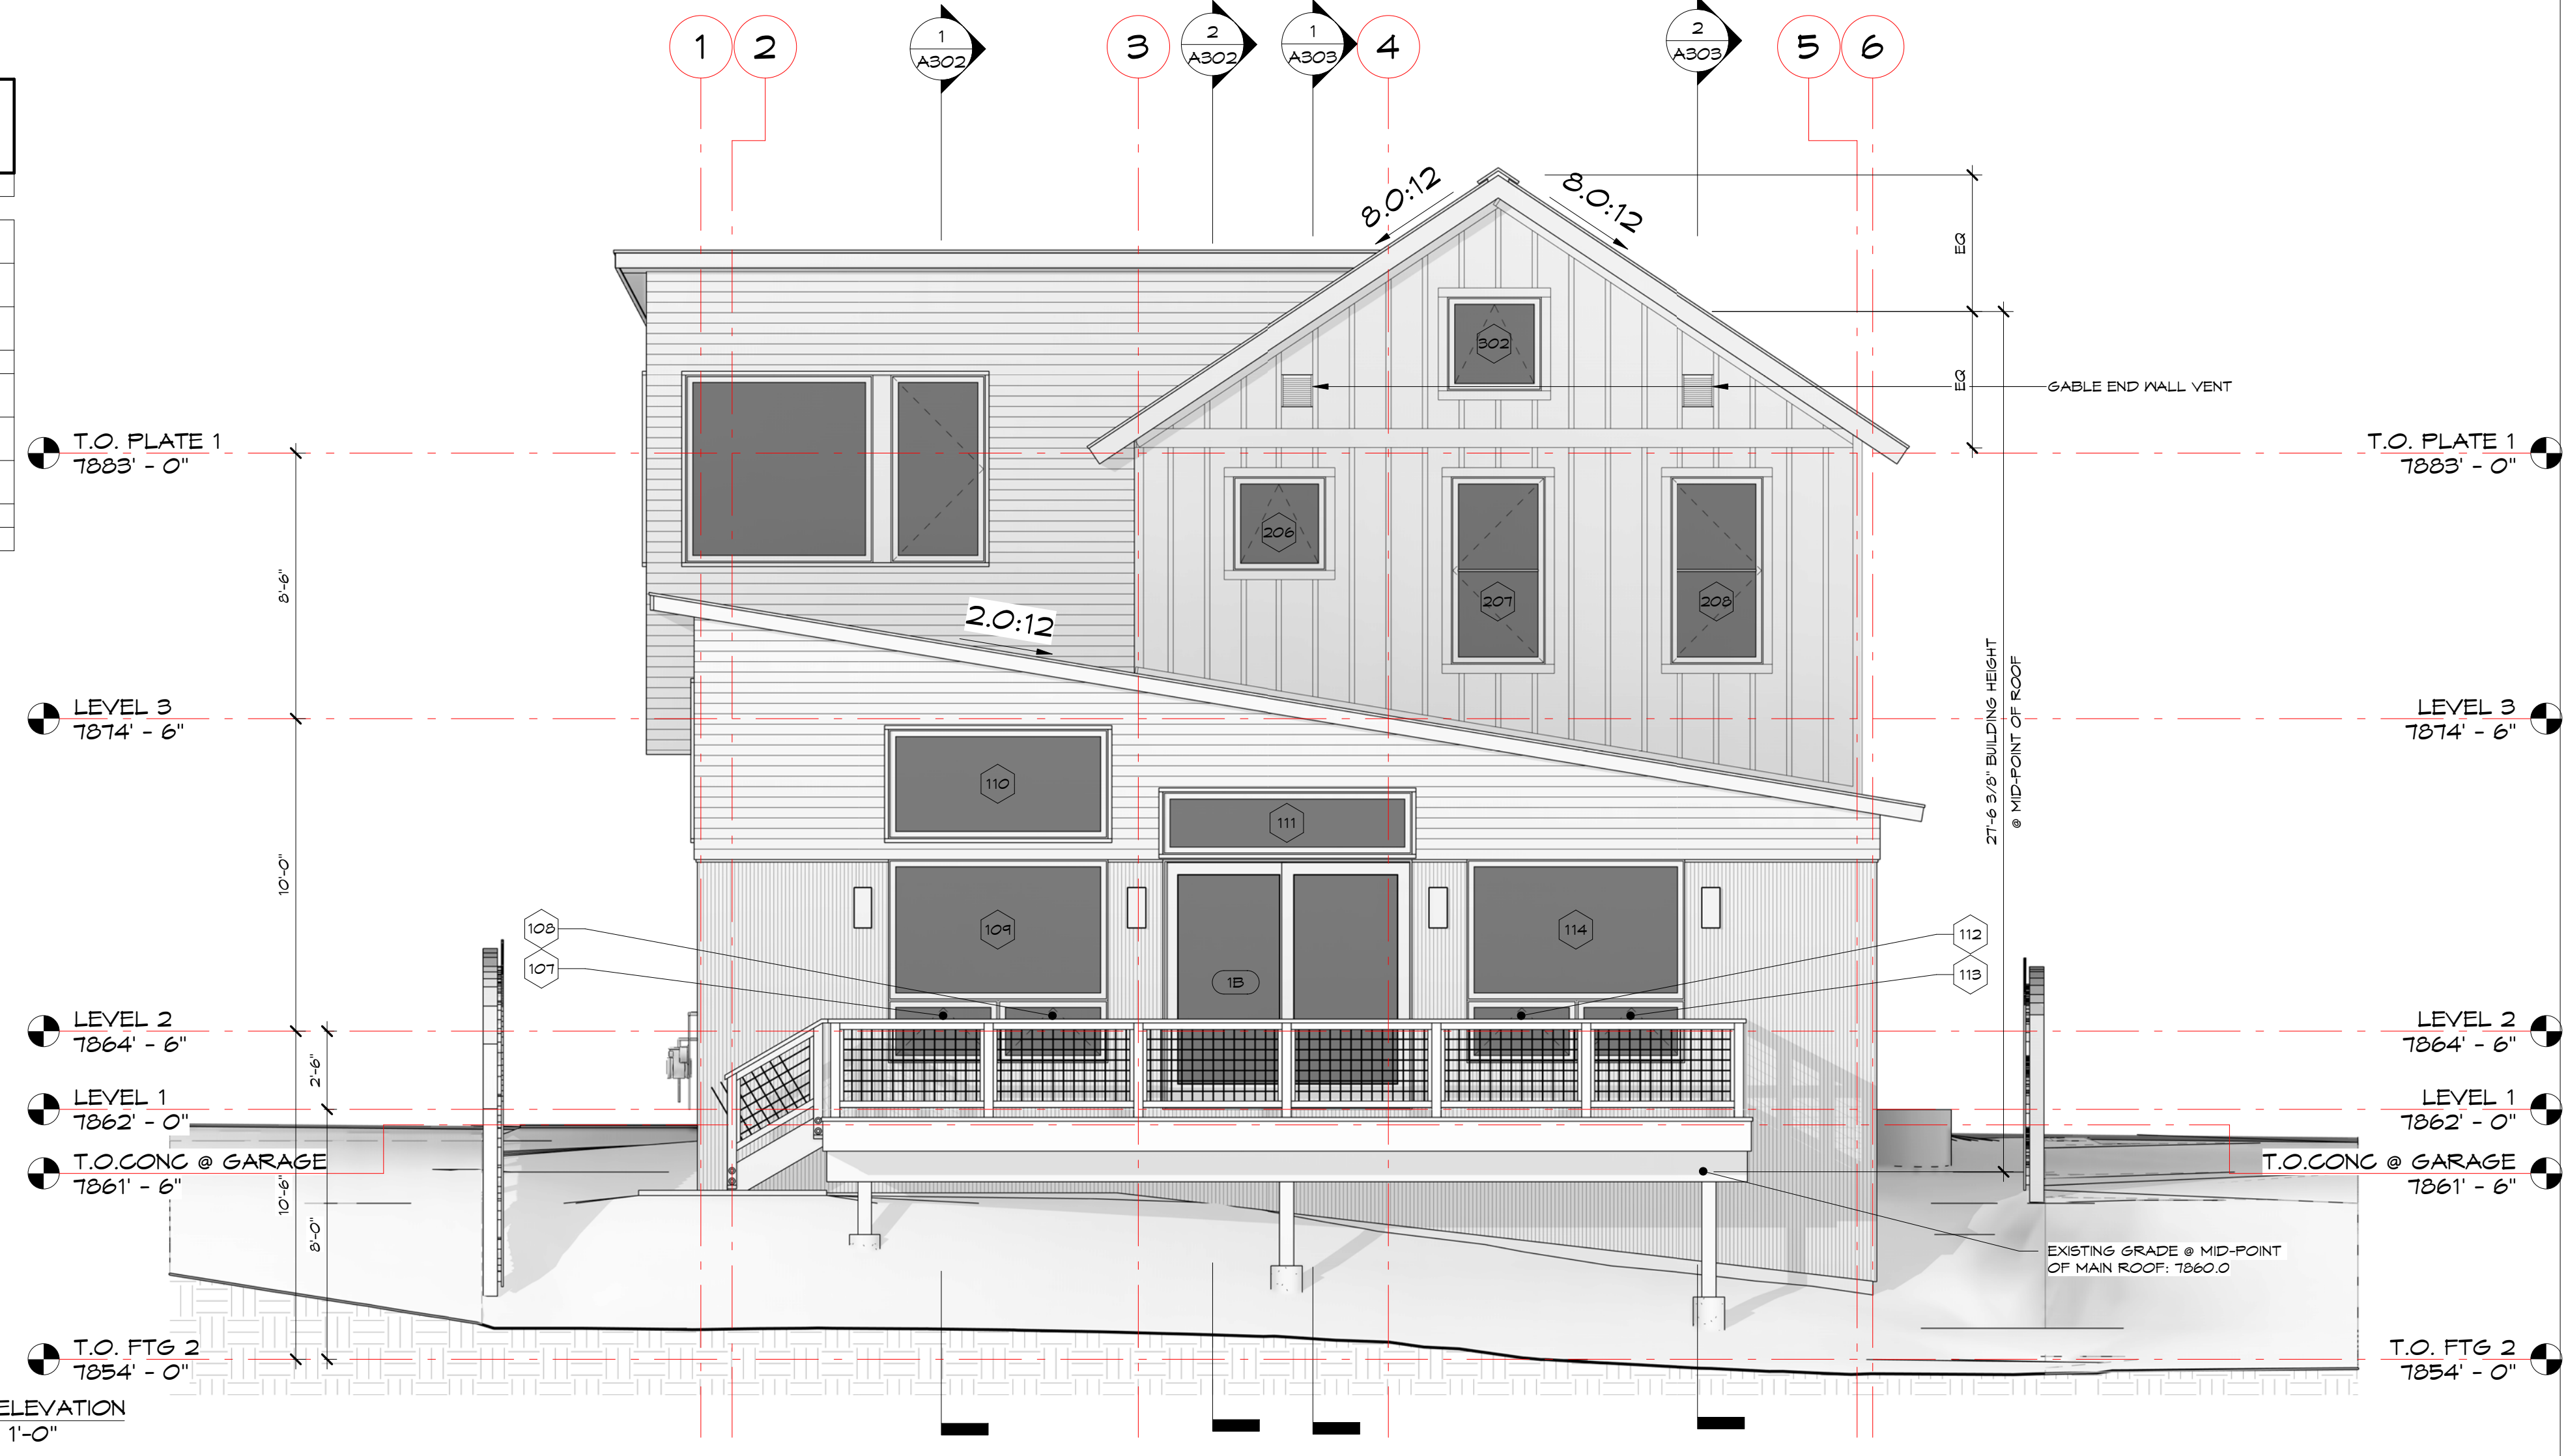 1
2
1
A302
3
2
A302
1
A303
4
2
A303
5
6
8.0:12
8.0:12
EQ
302
EQ
GABLE END WALL VENT
T.O. PLATE 1
7883' - 0"
T.O. PLATE 1
7883' - 0"
206
207
208
8'-6"
2.0:12
27'-6 3/8" BUILDING HEIGHT
@ MID-POINT OF ROOF
LEVEL 3
7874' - 6"
LEVEL 3
7874' - 6"
110
111
10'-0"
108
107
109
114
112
113
1B
LEVEL 2
7864' - 6"
LEVEL 2
7864' - 6"
2'-6"
LEVEL 1
7862' - 0"
LEVEL 1
7862' - 0"
T.O.CONC @ GARAGE
7861' - 6"
T.O.CONC @ GARAGE
7861' - 6"
10'-6"
8'-0"
EXISTING GRADE @ MID-POINT
OF MAIN ROOF: 7860.0
T.O. FTG 2
7854' - 0"
T.O. FTG 2
7854' - 0"
ELEVATION
1'-0"